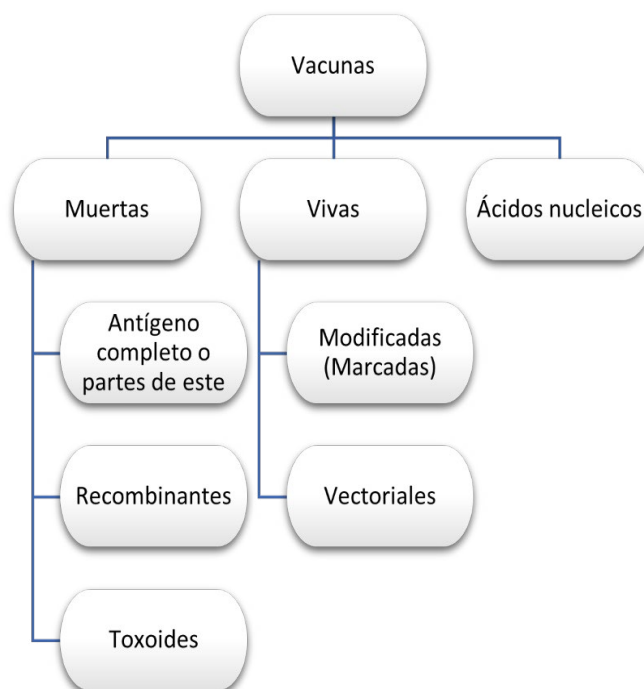 Vacunas
Muertas
Vivas
Ácidos nucleicos
Antígeno
completo o
partes de este
Modificadas
(Marcadas)
Recombinantes
Vectoriales
Toxoides